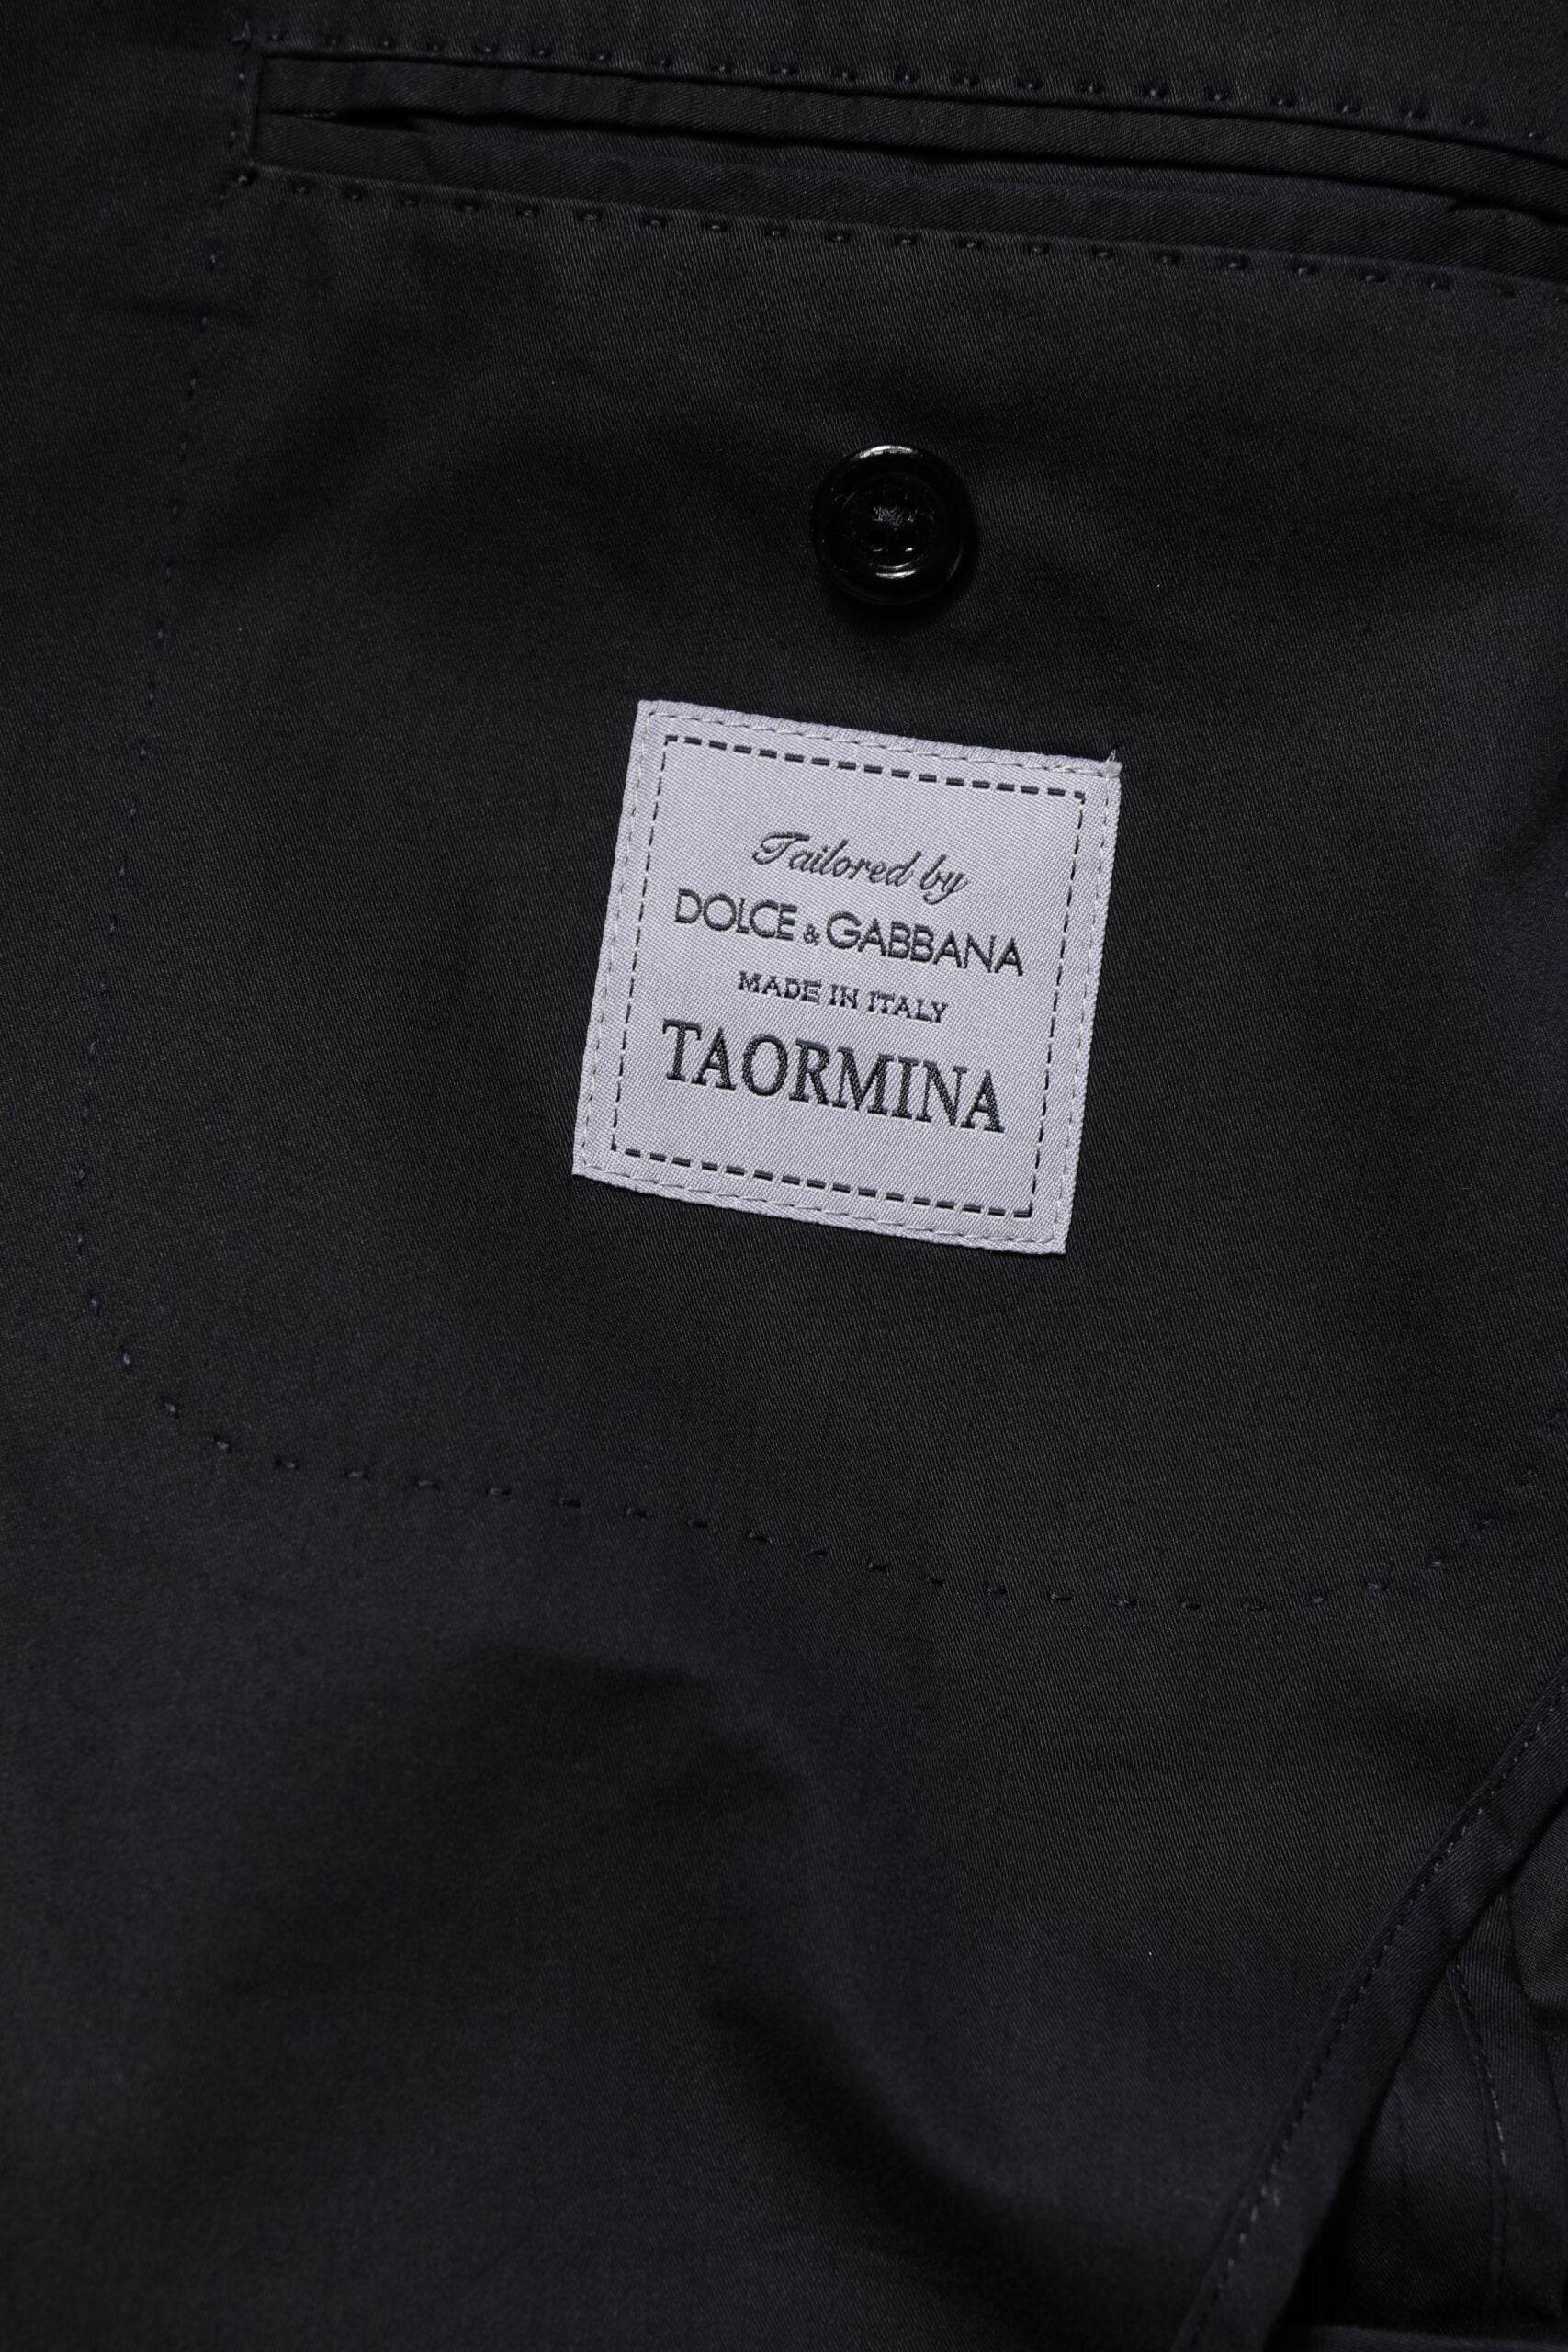 Tailored by
DOLCE & GABBANA
MADE IN ITALY
TAORMINA